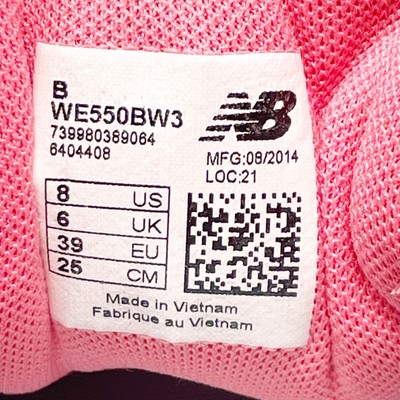 B
WE550BW3
739980389064
6404408
NB
MFG:08/2014
LOC:21
8 US
6 UK
39 EU
25 CM
Made in Vietnam
Fabrique au Vietnam